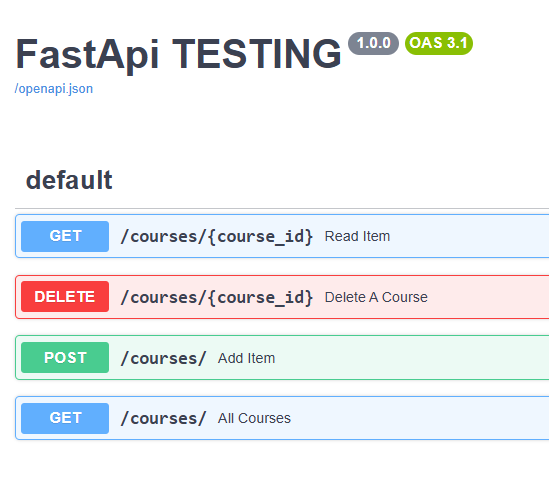 FastApi TESTING 1.0.0 OAS 3.1
/openapi.json
default
GET /courses/{course_id} Read Item
DELETE /courses/{course_id} Delete A Course
POST /courses/ Add Item
GET /courses/ All Courses